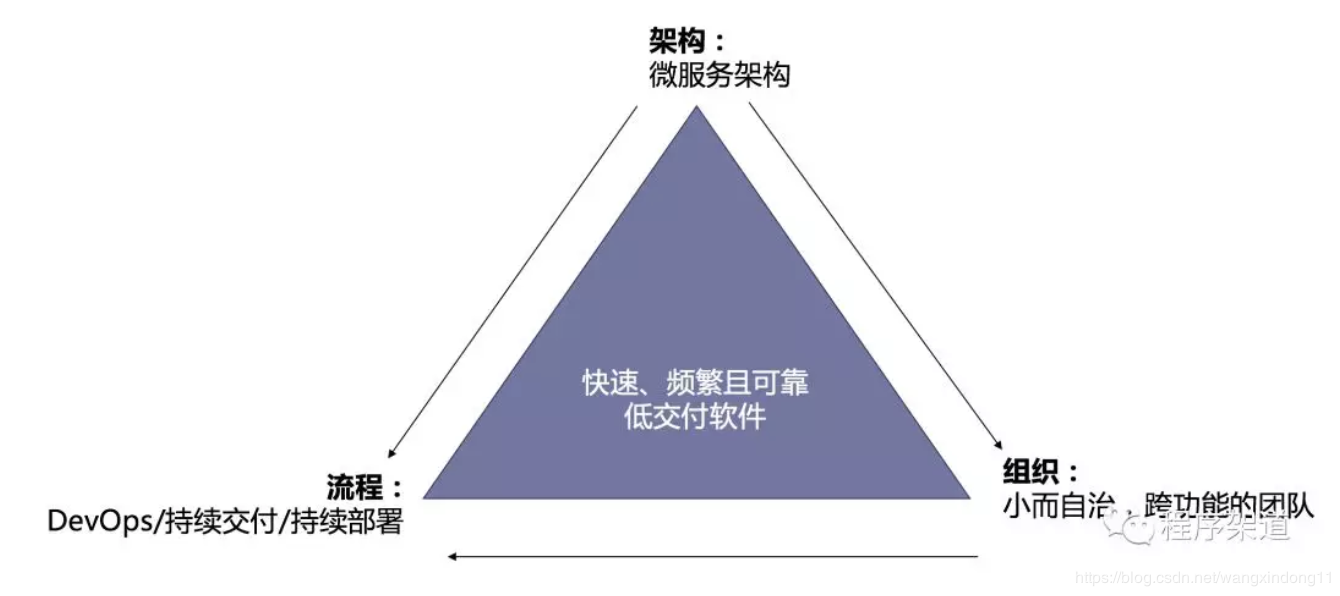 架构：
微服务架构
快速、频繁且可靠
低交付软件
流程：
DevOps/持续交付/持续部署
组织：
小而自治，跨功能的团队
程序架道
https://blog.csdn.net/wangxindong11